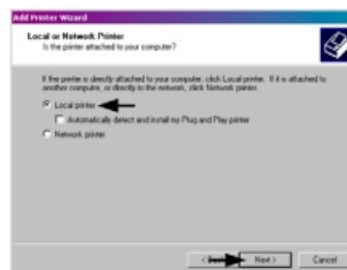 Add Printer Wizard
Local or Network Printer
Is the printer attached to your computer?
If the printer is directly attached to your computer, click Local printer. If it is attached to
another computer, or directly to the network, click Network printer.
Local printer
Automatically detect and install my Plug and Play printer
Network printer
Next >
Cancel